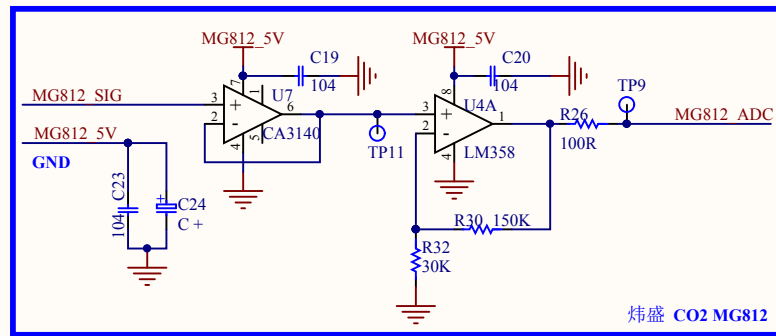 MG812_5V
C19
104
MG812_5V
C20
104
TP9
MG812_SIG
3
2
7
1
U7
6
CA3140
4
5
TP11
3
2
8
U4A
1
LM358
4
R26
100R
MG812_ADC
MG812_5V
GND
C23
104
C24
C +
R30 150K
R32
30K
炜盛 CO2 MG812